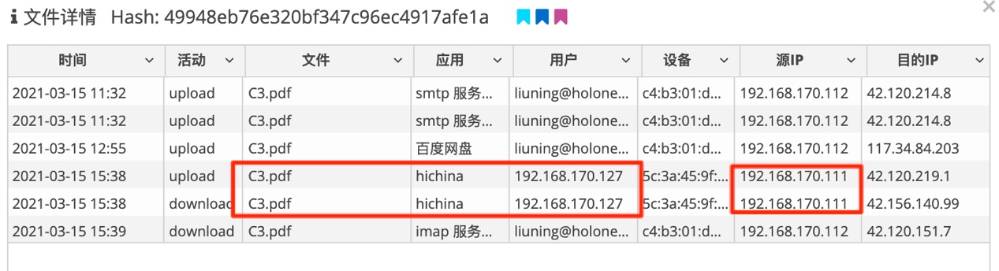 文件详情 Hash: 49948eb76e320bf347c96ec4917afe1a
时间 活动 文件 应用 用户 设备 源IP 目的IP
2021-03-15 11:32 upload C3.pdf smtp 服务... liuning@holone... c4:b3:01:d... 192.168.170.112 42.120.214.8
2021-03-15 11:32 upload C3.pdf smtp 服务... liuning@holone... c4:b3:01:d... 192.168.170.112 42.120.214.8
2021-03-15 12:55 upload C3.pdf 百度网盘 liuning@holone... c4:b3:01:d... 192.168.170.112 117.34.84.203
2021-03-15 15:38 upload C3.pdf hichina 192.168.170.127 5c:3a:45:9f:... 192.168.170.111 42.120.219.1
2021-03-15 15:38 download C3.pdf hichina 192.168.170.127 5c:3a:45:9f:... 192.168.170.111 42.156.140.99
2021-03-15 15:39 download C3.pdf imap 服务... liuning@holone... c4:b3:01:d... 192.168.170.112 42.120.151.7